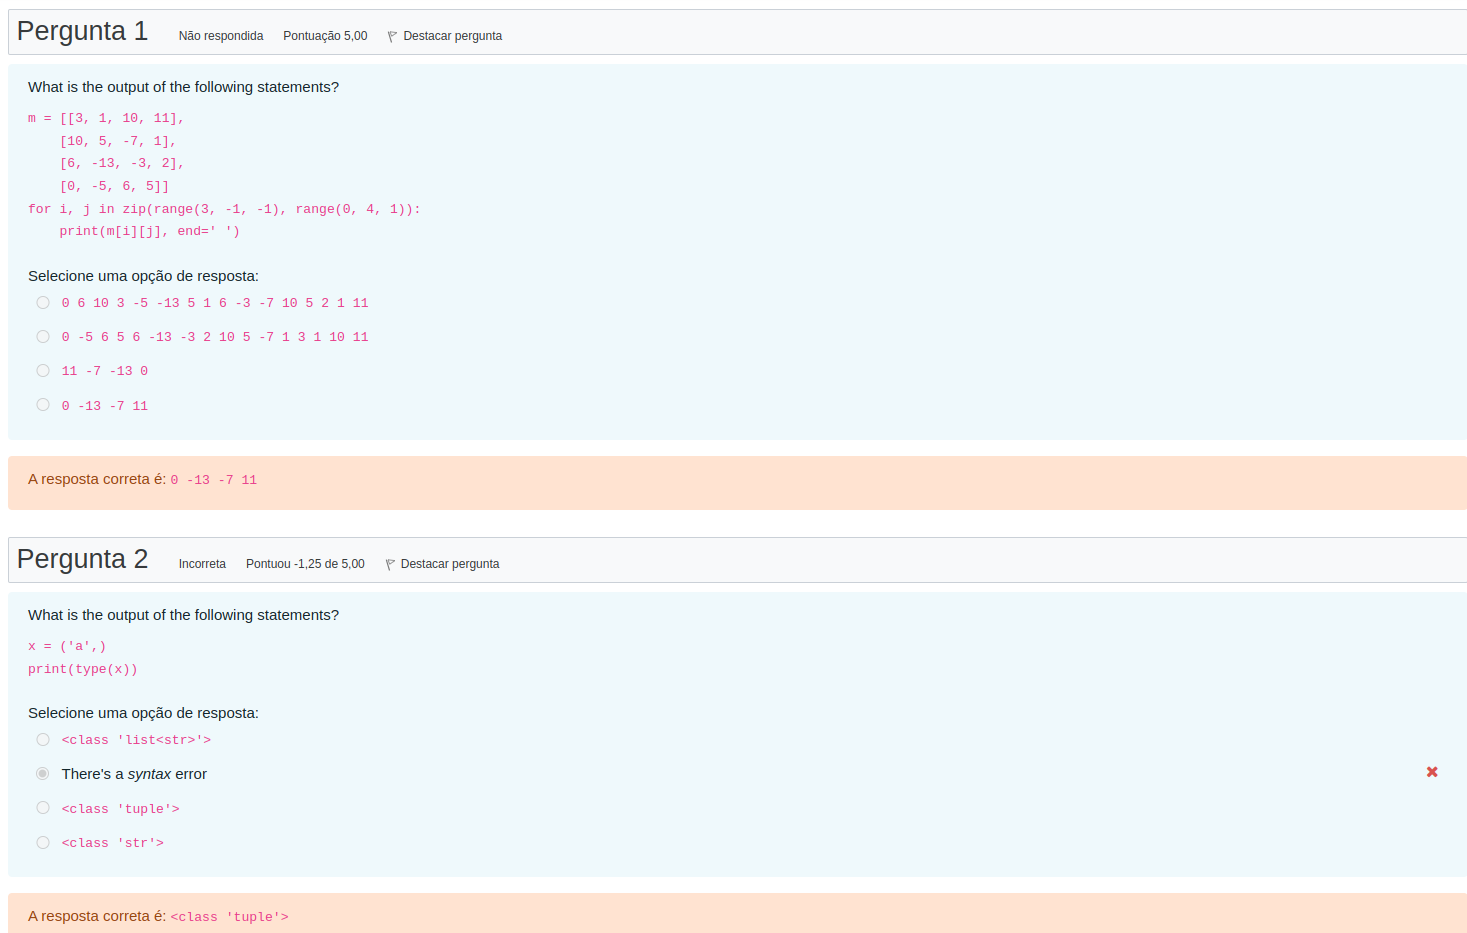 Pergunta 1 Não respondida Pontuação 5,00 Destacar pergunta
What is the output of the following statements?
m = [[3, 1, 10, 11],
    [10, 5, -7, 1],
    [6, -13, -3, 2],
    [0, -5, 6, 5]]
for i, j in zip(range(3, -1, -1), range(0, 4, 1)):
    print(m[i][j], end=' ')
Selecione uma opção de resposta:
0 6 10 3 -5 -13 5 1 6 -3 -7 10 5 2 1 11
0 -5 6 5 6 -13 -3 2 10 5 -7 1 3 1 10 11
11 -7 -13 0
0 -13 -7 11
A resposta correta é: 0 -13 -7 11
Pergunta 2 Incorreta Pontuou -1,25 de 5,00 Destacar pergunta
What is the output of the following statements?
x = ('a',)
print(type(x))
Selecione uma opção de resposta:
<class 'list<str>'>
There's a syntax error
<class 'tuple'>
<class 'str'>
A resposta correta é: <class 'tuple'>